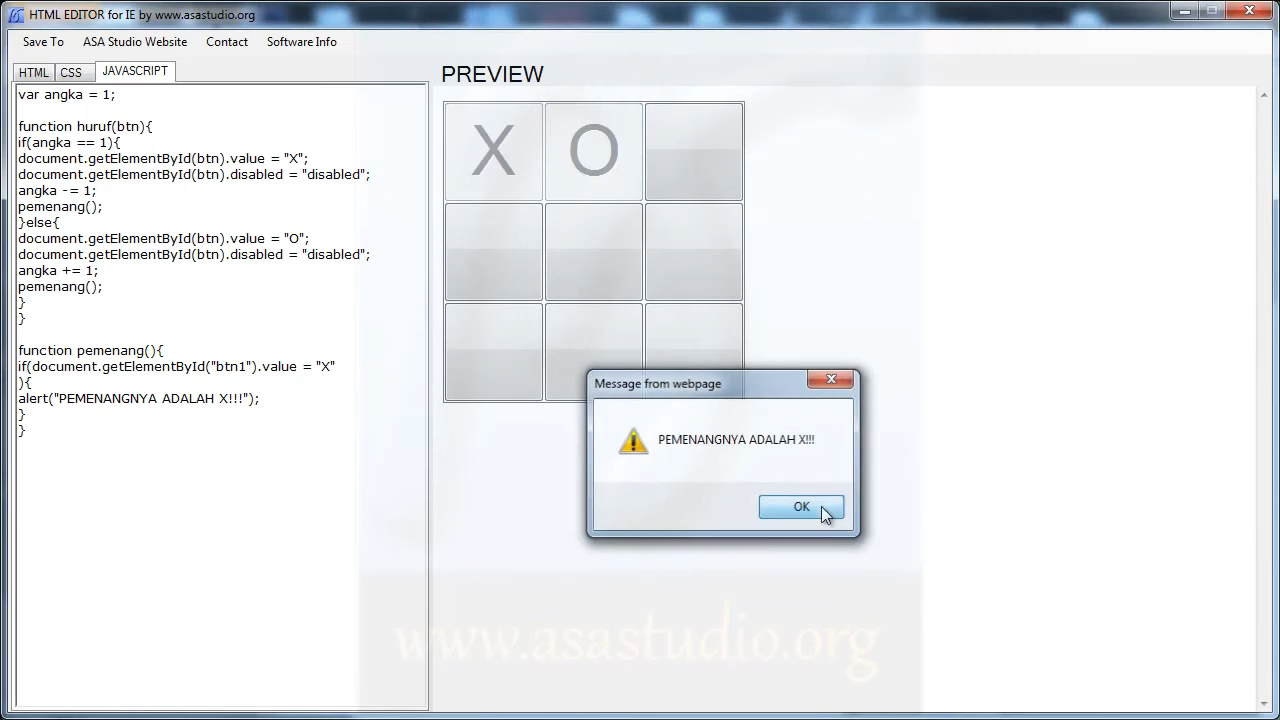 HTML EDITOR for IE by www.asastudio.org
Save To ASA Studio Website Contact Software Info
HTML CSS JAVASCRIPT
PREVIEW
var angka = 1;
function huruf(btn){
if(angka == 1){
document.getElementById(btn).value = "X";
document.getElementById(btn).disabled = "disabled";
angka -= 1;
pemenang();
}else{
document.getElementById(btn).value = "O";
document.getElementById(btn).disabled = "disabled";
angka += 1;
pemenang();
}
}
function pemenang(){
if(document.getElementById("btn1").value = "X"
){
alert("PEMENANGNYA ADALAH X!!!");
}
}
X O
Message from webpage
PEMENANGNYA ADALAH X!!!
OK
www.asastudio.org